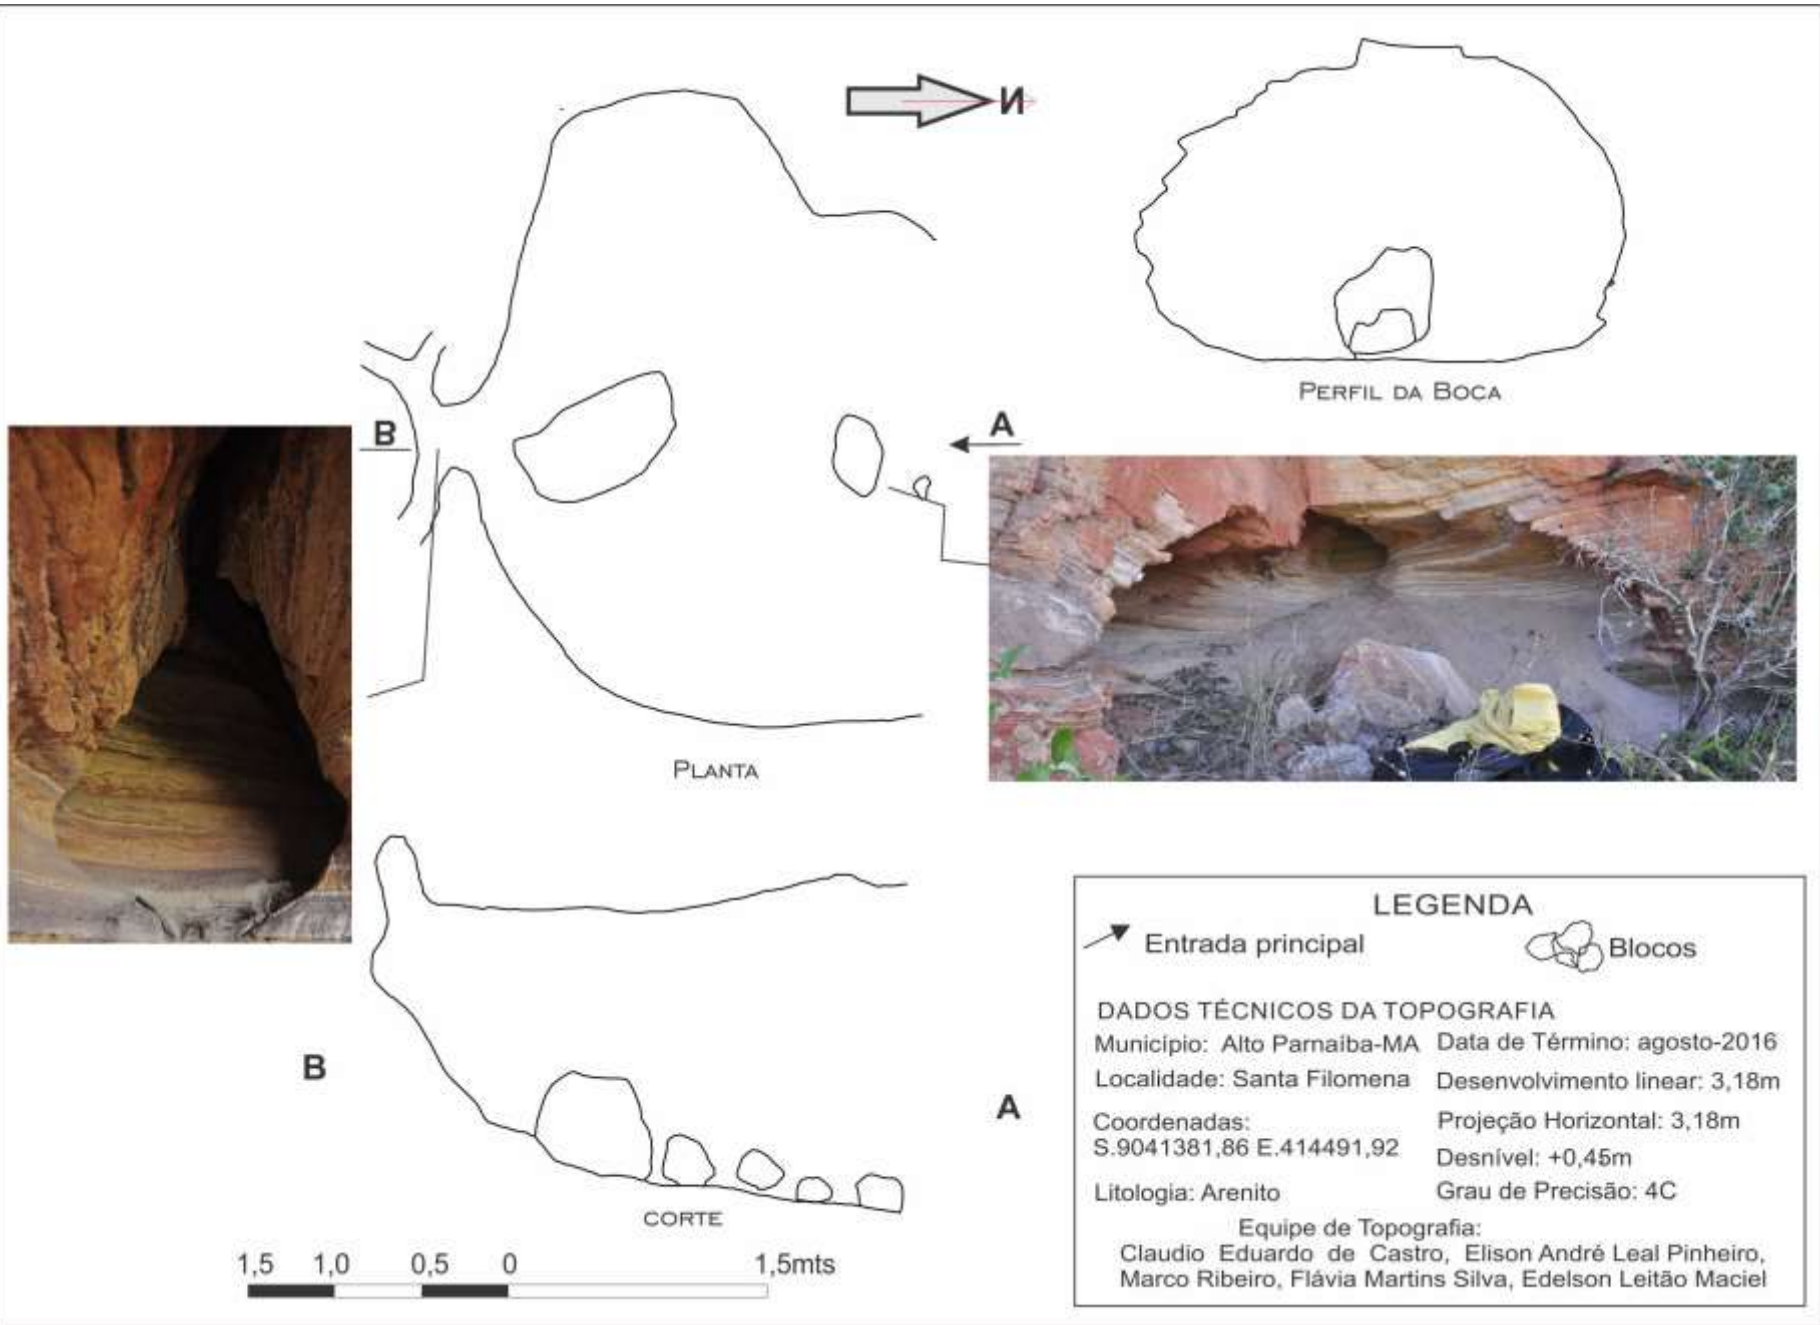 N
PERFIL DA BOCA
B
A
PLANTA
B
A
CORTE
1,5 1,0 0,5 0 1,5mts
LEGENDA
Entrada principal
Blocos
DADOS TÉCNICOS DA TOPOGRAFIA
Município: Alto Parnaíba-MA
Data de Término: agosto-2016
Localidade: Santa Filomena
Desenvolvimento linear: 3,18m
Coordenadas:
S.9041381,86 E.414491,92
Projeção Horizontal: 3,18m
Desnível: +0,45m
Litologia: Arenito
Grau de Precisão: 4C
Equipe de Topografia:
Claudio Eduardo de Castro, Elison André Leal Pinheiro,
Marco Ribeiro, Flávia Martins Silva, Edelson Leitão Maciel